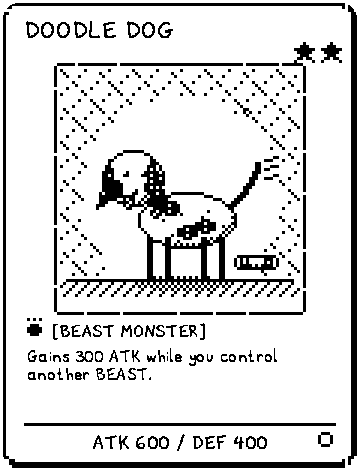 DOODLE DOG
[BEAST MONSTER]
Gains 300 ATK while you control
another BEAST.
ATK 600 / DEF 400